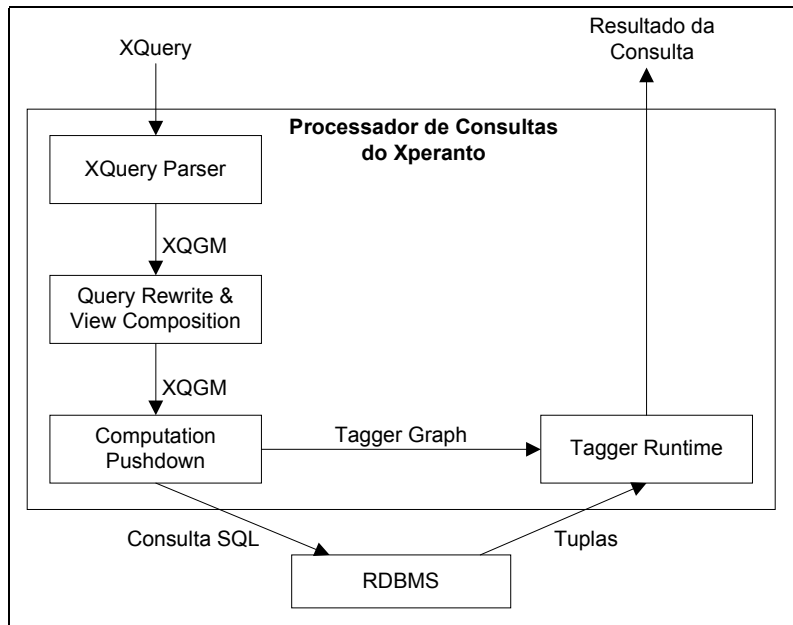 XQuery
Resultado da
Consulta
Processador de Consultas
do Xperanto
XQuery Parser
XQGM
Query Rewrite &
View Composition
XQGM
Computation
Pushdown
Tagger Graph
Tagger Runtime
Consulta SQL
Tuplas
RDBMS